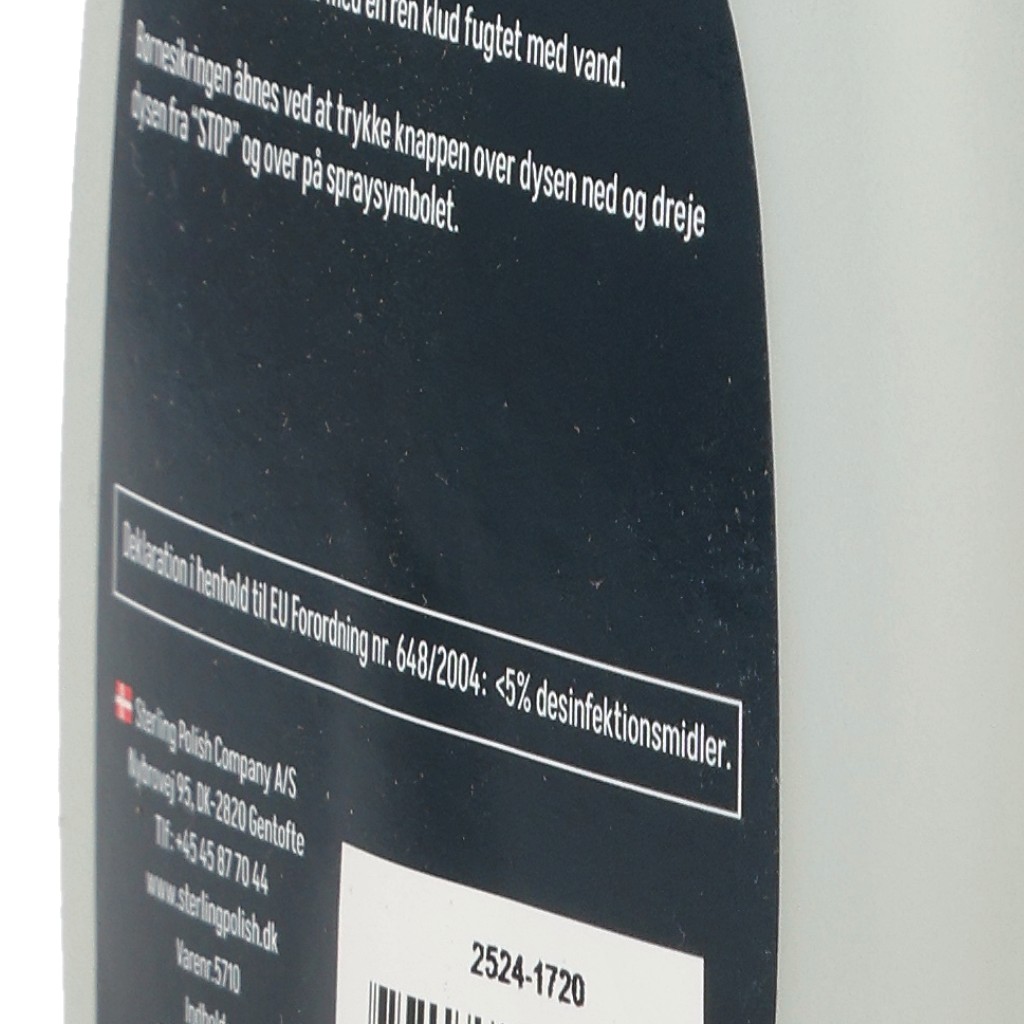 med en ren klud fugtet med vand.
Børnesikringen åbnes ved at trykke knappen over dysen ned og dreje
dysen fra "STOP" og over på spraysymbolet.
Deklaration i henhold til EU Forordning nr. 648/2004: <5% desinfektionsmidler.
Sterling Polish Company A/S
Nybrovej 95, DK-2820 Gentofte
Tlf: +45 45 87 70 44
www.sterlingpolish.dk
Varenr.5710
Indhold
2524-1720